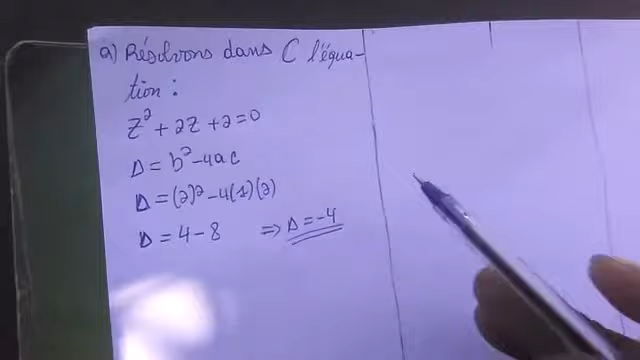 a) Résolvons dans C l'équa-
tion :
Z² + 2Z + 2 = 0
Δ = b² - 4ac
Δ = (2)² - 4(1)(2)
Δ = 4 - 8 => Δ = -4